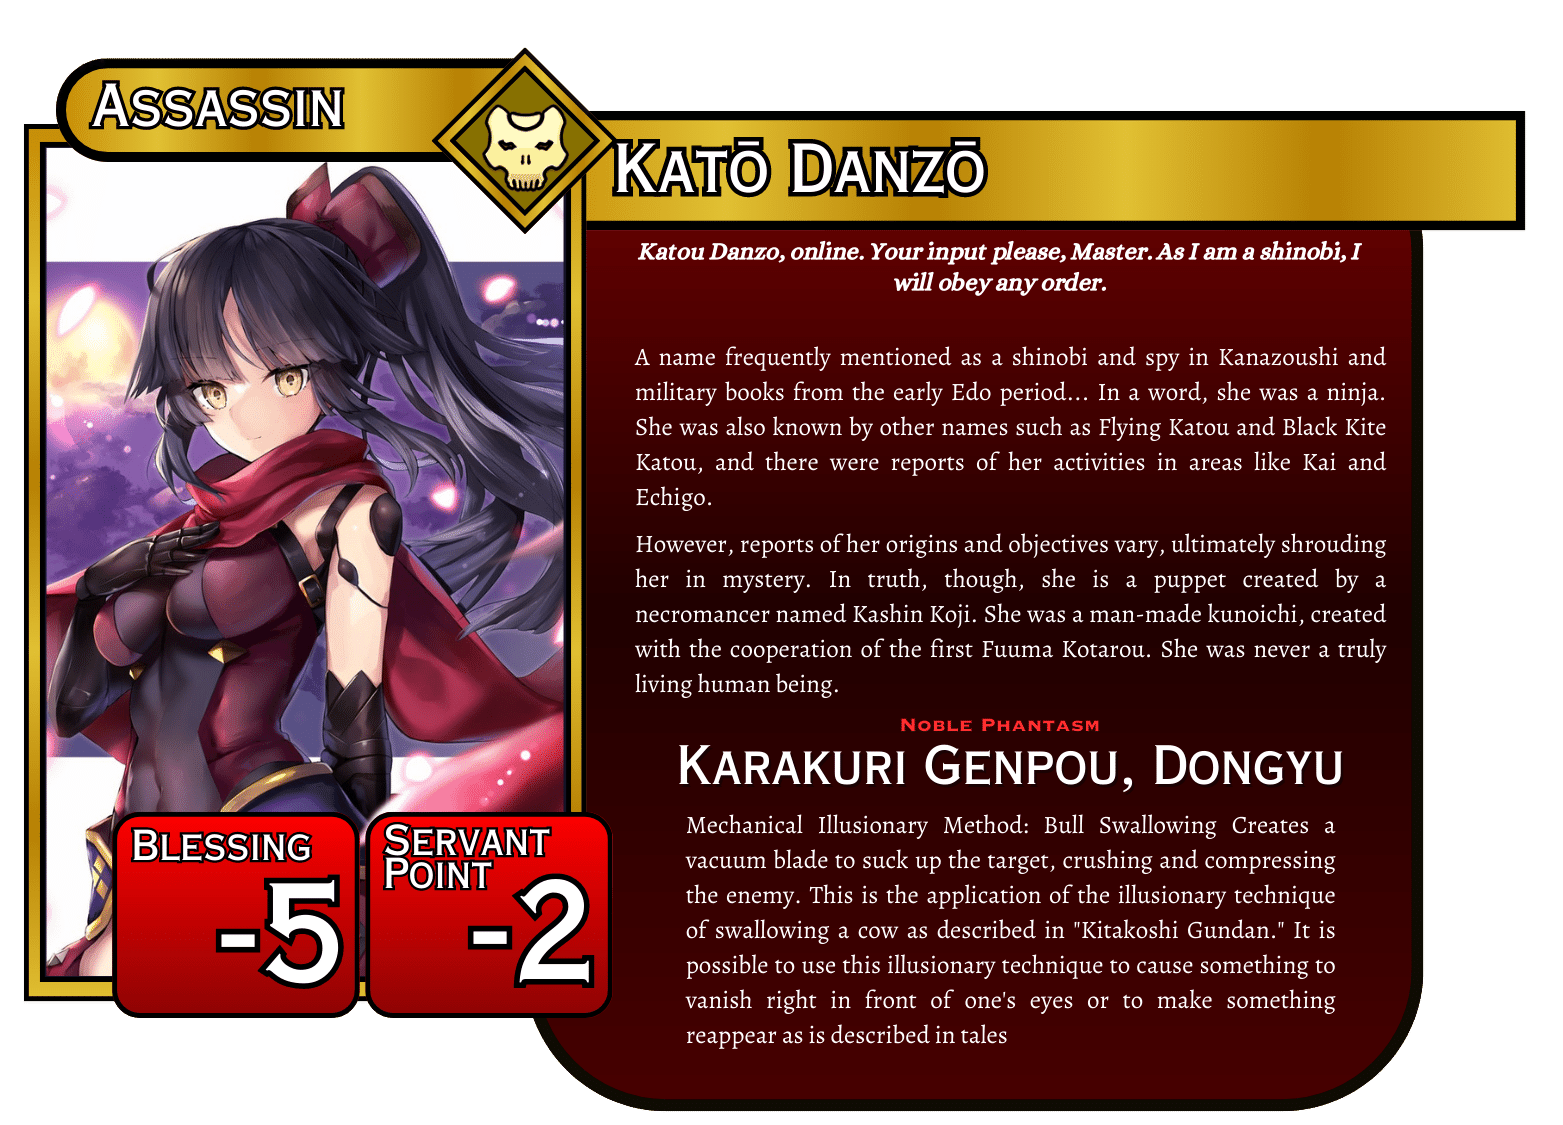 Assassin
Katō Danzō
Katou Danzo, online. Your input please, Master. As I am a shinobi, I
will obey any order.
A name frequently mentioned as a shinobi and spy in Kanazoushi and
military books from the early Edo period... In a word, she was a ninja.
She was also known by other names such as Flying Katou and Black Kite
Katou, and there were reports of her activities in areas like Kai and
Echigo.
However, reports of her origins and objectives vary, ultimately shrouding
her in mystery. In truth, though, she is a puppet created by a
necromancer named Kashin Koji. She was a man-made kunoichi, created
with the cooperation of the first Fuuma Kotarou. She was never a truly
living human being.
Noble Phantasm
Karakuri Genpou, Dongyu
Mechanical Illusionary Method: Bull Swallowing Creates a
vacuum blade to suck up the target, crushing and compressing
the enemy. This is the application of the illusionary technique
of swallowing a cow as described in "Kitakoshi Gundan." It is
possible to use this illusionary technique to cause something to
vanish right in front of one's eyes or to make something
reappear as is described in tales
Blessing
-5
Servant
Point
-2